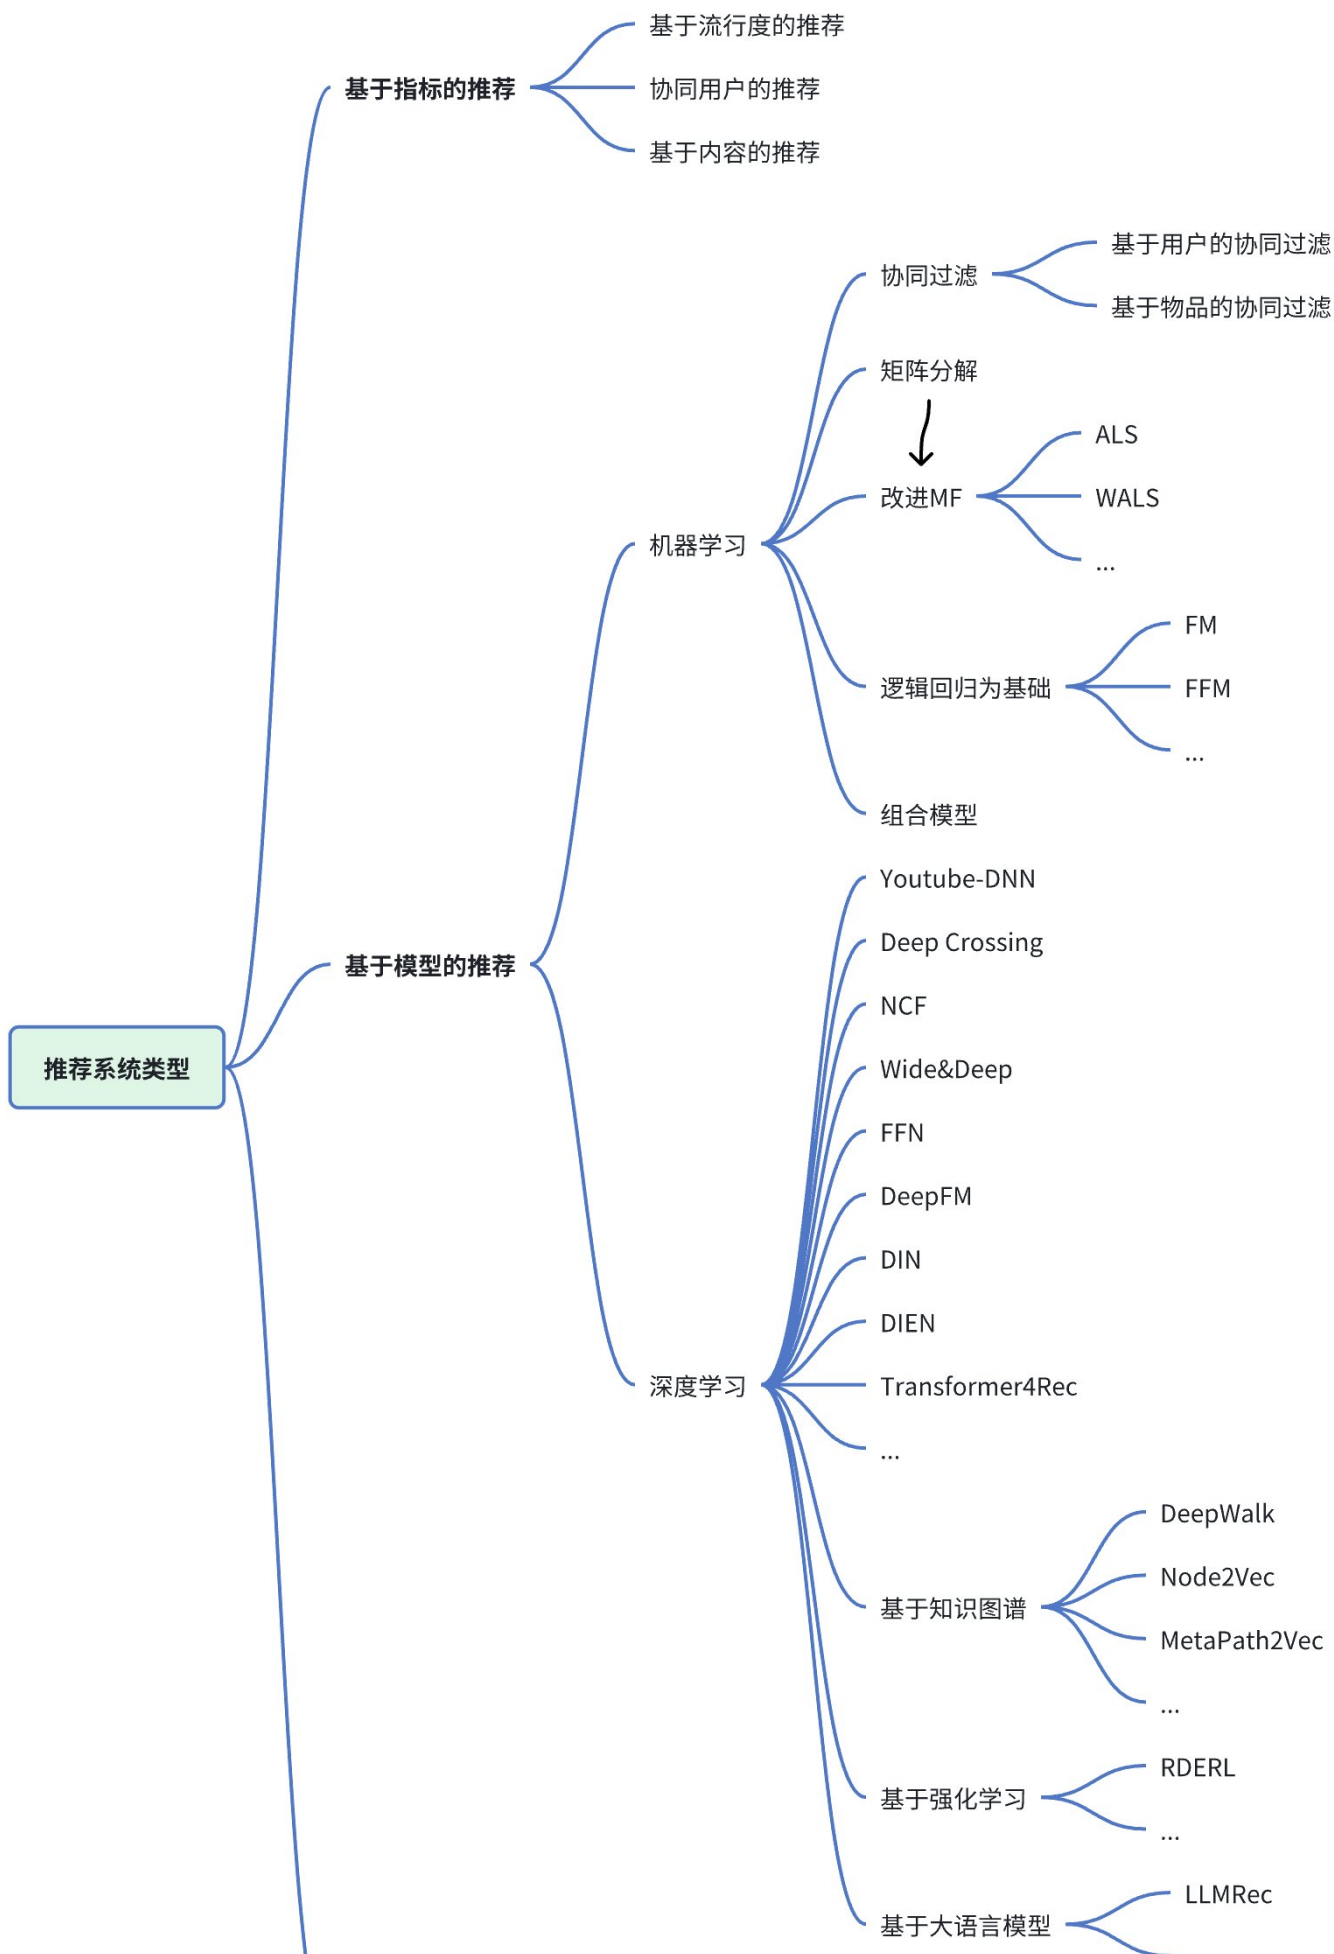 基于流行度的推荐
基于指标的推荐
协同用户的推荐
基于内容的推荐
基于用户的协同过滤
协同过滤
基于物品的协同过滤
矩阵分解
ALS
改进MF
WALS
...
机器学习
FM
逻辑回归为基础
FFM
...
组合模型
Youtube-DNN
Deep Crossing
基于模型的推荐
NCF
推荐系统类型
Wide&Deep
FFN
DeepFM
DIN
DIEN
深度学习
Transformer4Rec
...
DeepWalk
Node2Vec
基于知识图谱
MetaPath2Vec
...
RDERL
基于强化学习
...
LLMRec
基于大语言模型